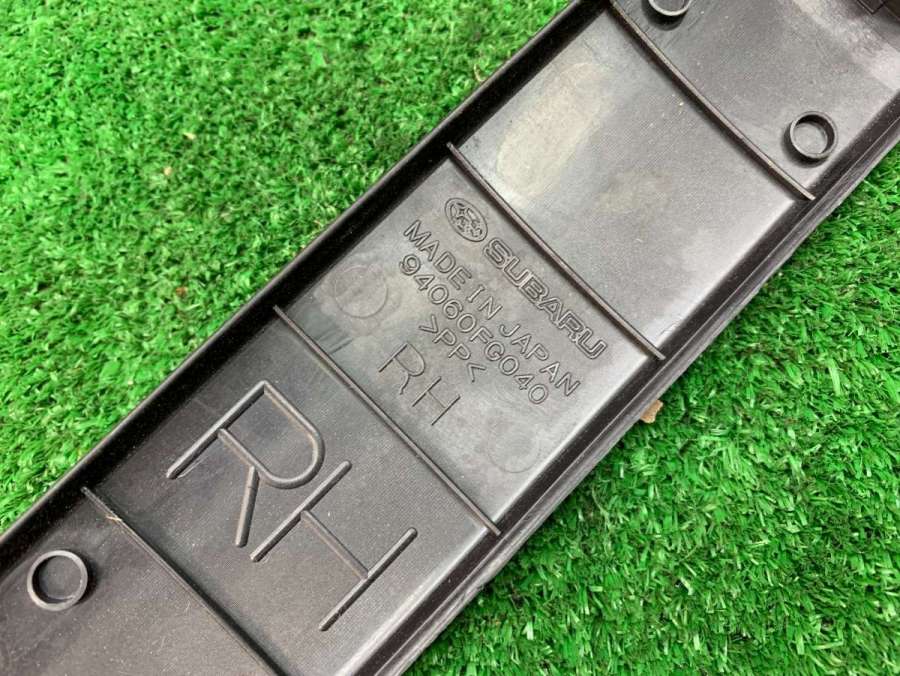 SUBARU
MADE IN JAPAN
94060FG040
>PP<
RH
RH